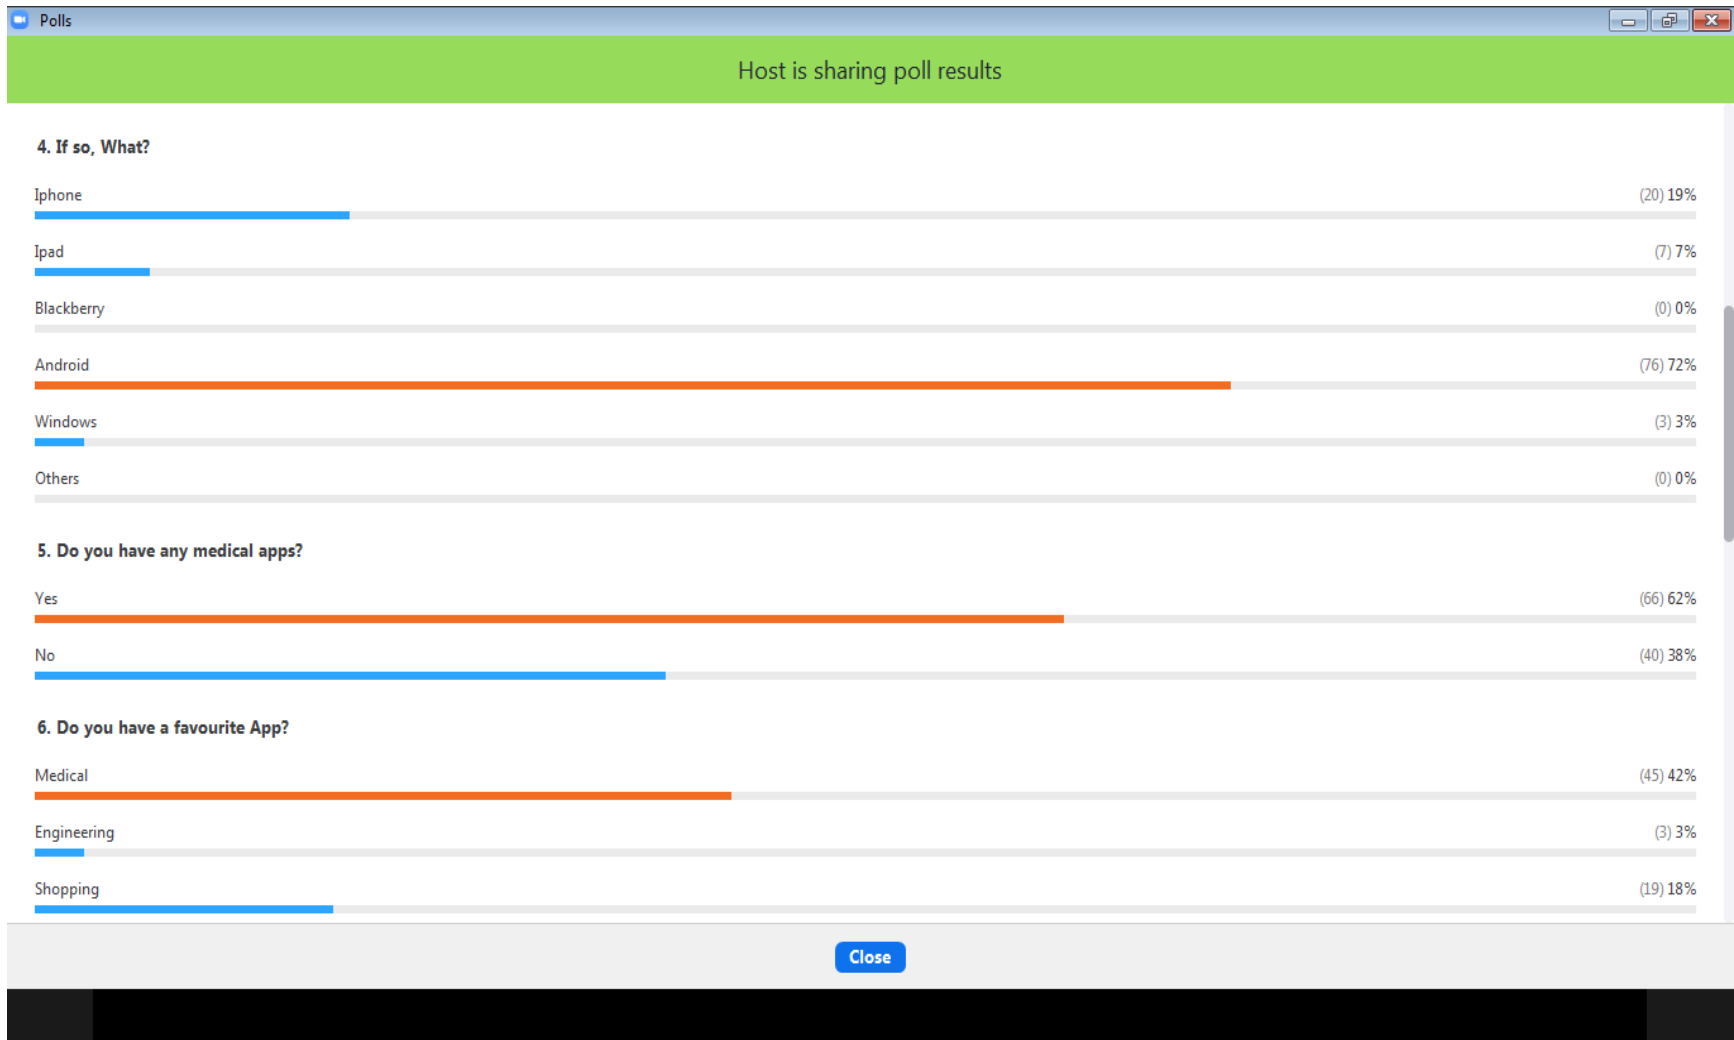 Polls
Host is sharing poll results
4. If so, What?
Iphone (20) 19%
Ipad (7) 7%
Blackberry (0) 0%
Android (76) 72%
Windows (3) 3%
Others (0) 0%
5. Do you have any medical apps?
Yes (66) 62%
No (40) 38%
6. Do you have a favourite App?
Medical (45) 42%
Engineering (3) 3%
Shopping (19) 18%
Close